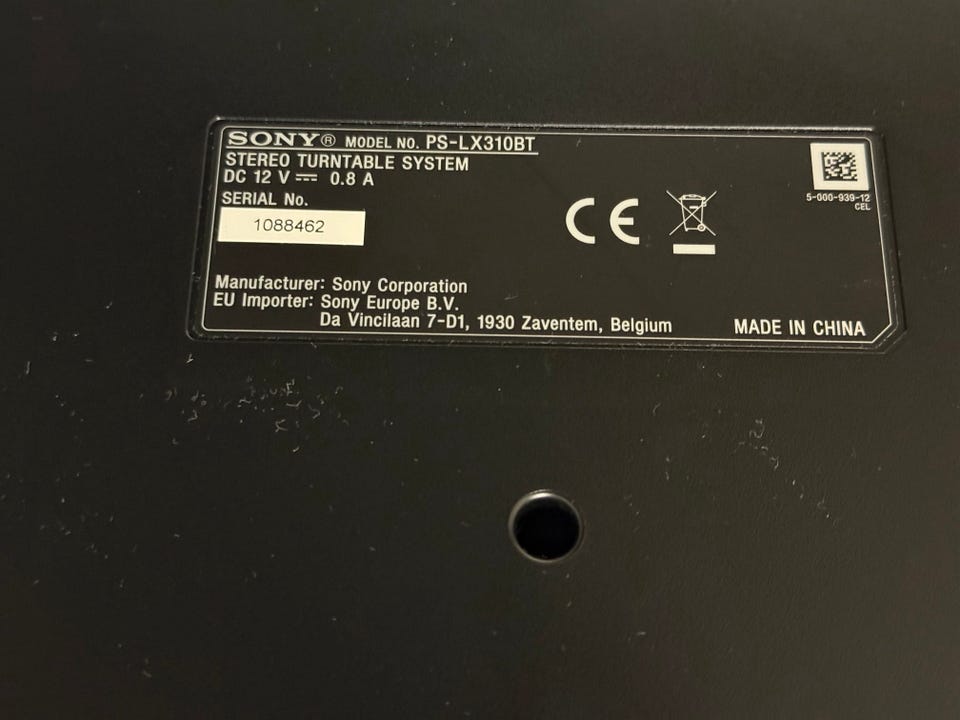 SONY® MODEL NO. PS-LX310BT
STEREO TURNTABLE SYSTEM
DC 12 V ⎓ 0.8 A
SERIAL No.
1088462
5-000-939-12
CEL
CE
Manufacturer: Sony Corporation
EU Importer: Sony Europe B.V.
Da Vincilaan 7-D1, 1930 Zaventem, Belgium
MADE IN CHINA